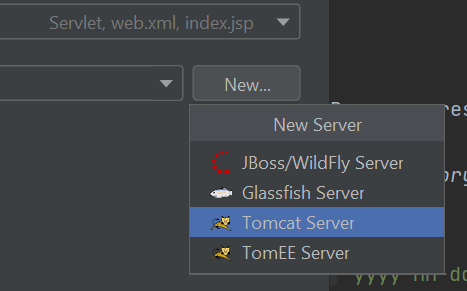 Servlet, web.xml, index.jsp
New...
New Server
JBoss/WildFly Server
Glassfish Server
Tomcat Server
TomEE Server